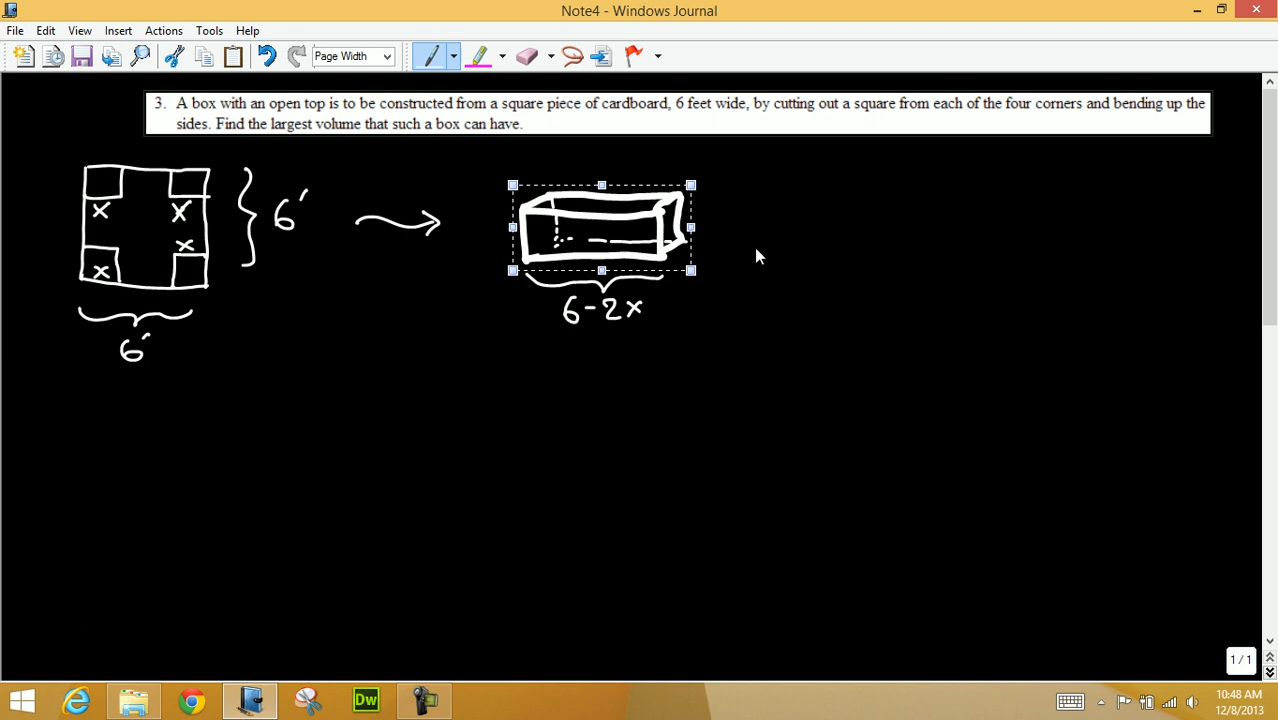 Note4 - Windows Journal
File Edit View Insert Actions Tools Help
Page Width
3. A box with an open top is to be constructed from a square piece of cardboard, 6 feet wide, by cutting out a square from each of the four corners and bending up the
sides. Find the largest volume that such a box can have.
x x
x
x
6'
6'
6-2x
1 / 1
Dw
10:48 AM
12/8/2013